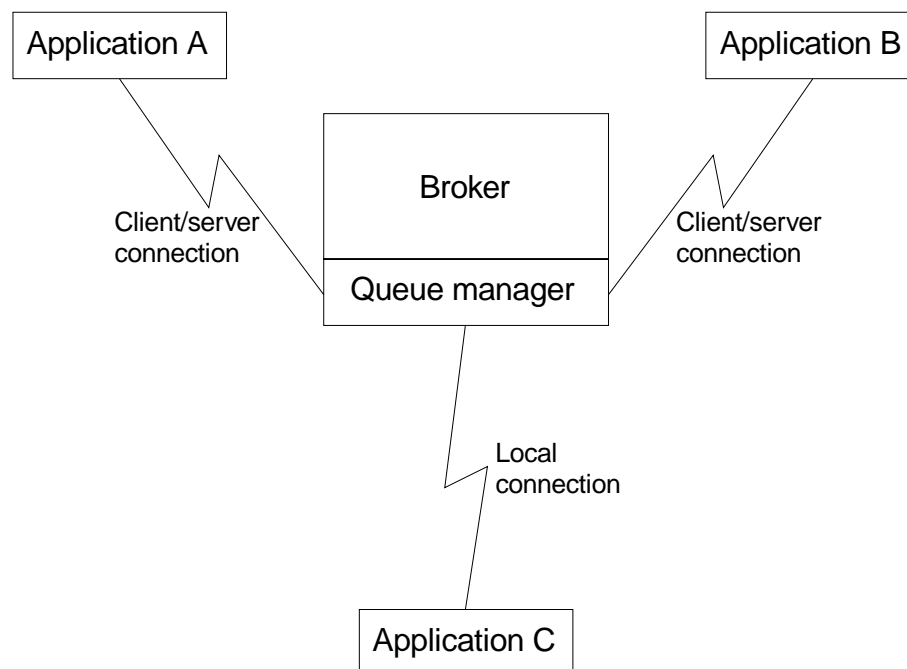 Application A
Application B
Broker
Client/server
connection
Client/server
connection
Queue manager
Local
connection
Application C